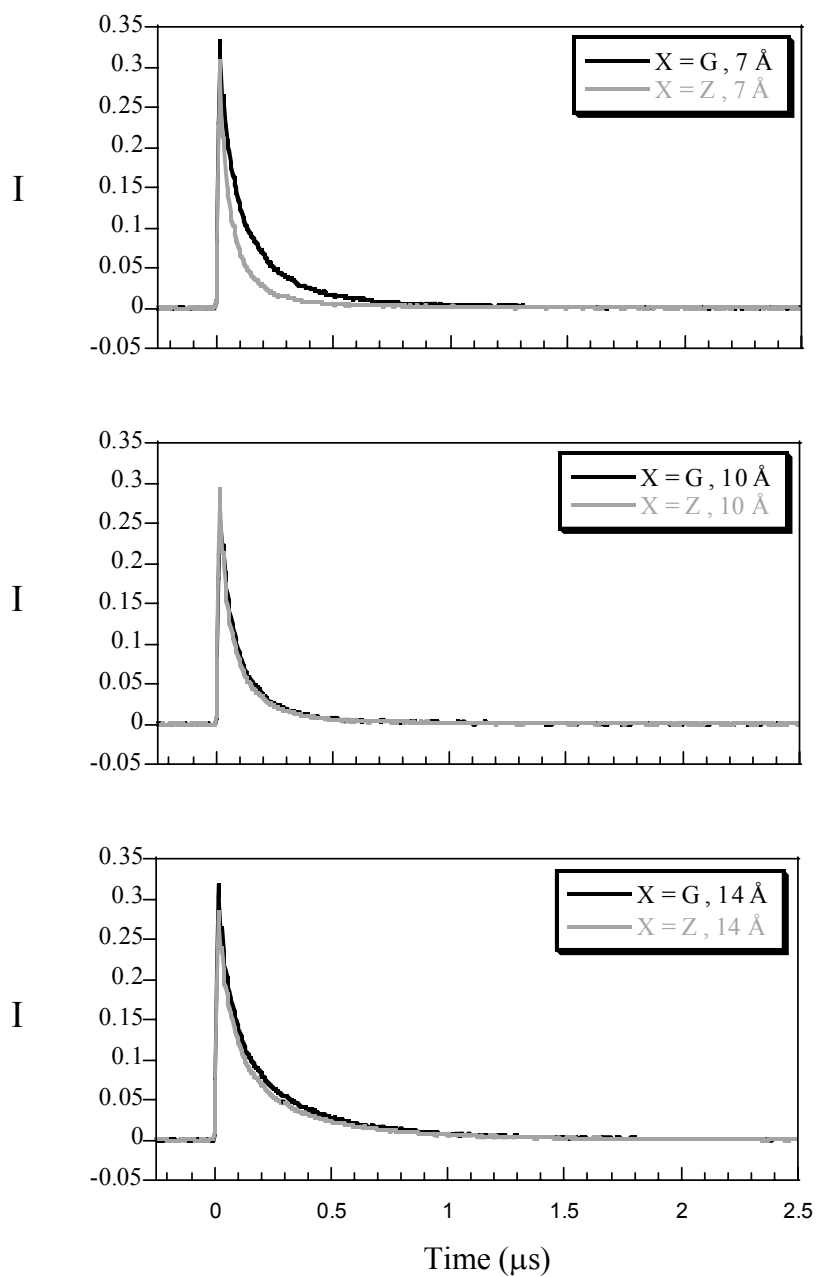 0.35
0.3
0.25
0.2
0.15
0.1
0.05
0
-0.05
I
X = G , 7 Å
X = Z , 7 Å
0.35
0.3
0.25
0.2
0.15
0.1
0.05
0
-0.05
I
X = G , 10 Å
X = Z , 10 Å
0.35
0.3
0.25
0.2
0.15
0.1
0.05
0
-0.05
I
X = G , 14 Å
X = Z , 14 Å
0 0.5 1 1.5 2 2.5
Time (μs)